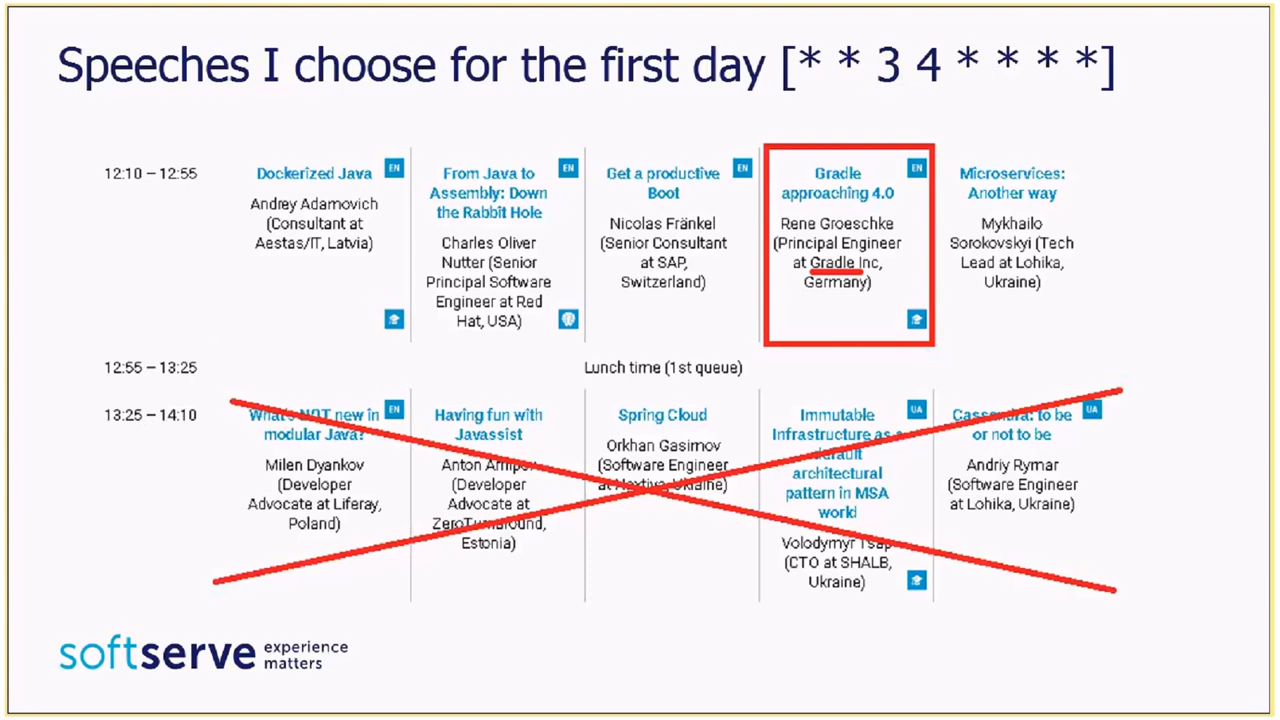 Speeches I choose for the first day [* * 3 4 * * * *]
12:10 – 12:55
Dockerized Java
EN
Andrey Adamovich
(Consultant at
Aestas/IT, Latvia)
From Java to
Assembly: Down
the Rabbit Hole
EN
Charles Oliver
Nutter (Senior
Principal Software
Engineer at Red
Hat, USA)
Get a productive
Boot
EN
Nicolas Fränkel
(Senior Consultant
at SAP,
Switzerland)
Gradle
approaching 4.0
EN
Rene Groeschke
(Principal Engineer
at Gradle Inc,
Germany)
Microservices:
Another way
Mykhailo
Sorokovskyi (Tech
Lead at Lohika,
Ukraine)
12:55 – 13:25
Lunch time (1st queue)
13:25 – 14:10
What's NOT new in
modular Java?
EN
Milen Dyankov
(Developer
Advocate at Liferay,
Poland)
Having fun with
Javassist
Anton Arhipov
(Developer
Advocate at
ZeroTurnaround,
Estonia)
Spring Cloud
Orkhan Gasimov
(Software Engineer
at Nextiva, Ukraine)
Immutable
Infrastructure as a
default
architectural
pattern in MSA
world
UA
Volodymyr Tsap
(CTO at SHALB,
Ukraine)
Cassandra: to be
or not to be
UA
Andriy Rymar
(Software Engineer
at Lohika, Ukraine)
softserve experience
matters